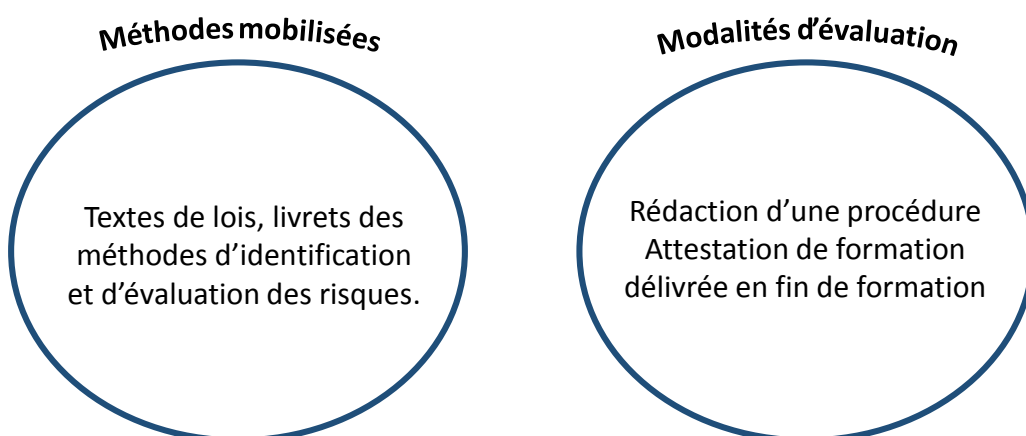 Méthodes mobilisées
Textes de lois, livrets des
méthodes d'identification
et d'évaluation des risques.
Modalités d'évaluation
Rédaction d'une procédure
Attestation de formation
délivrée en fin de formation